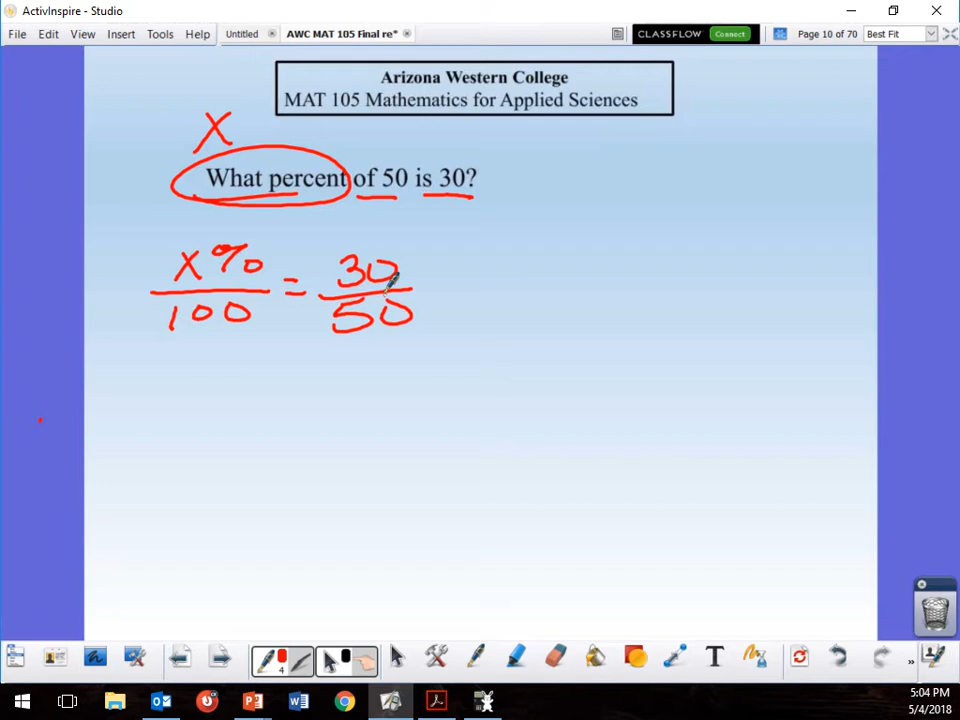 ActivInspire - Studio
File Edit View Insert Tools Help Untitled AWC MAT 105 Final re* CLASSFLOW Connect Page 10 of 70 Best Fit
Arizona Western College
MAT 105 Mathematics for Applied Sciences
X
What percent of 50 is 30?
X% / 100 = 30 / 50
4 T »
5:04 PM
5/4/2018